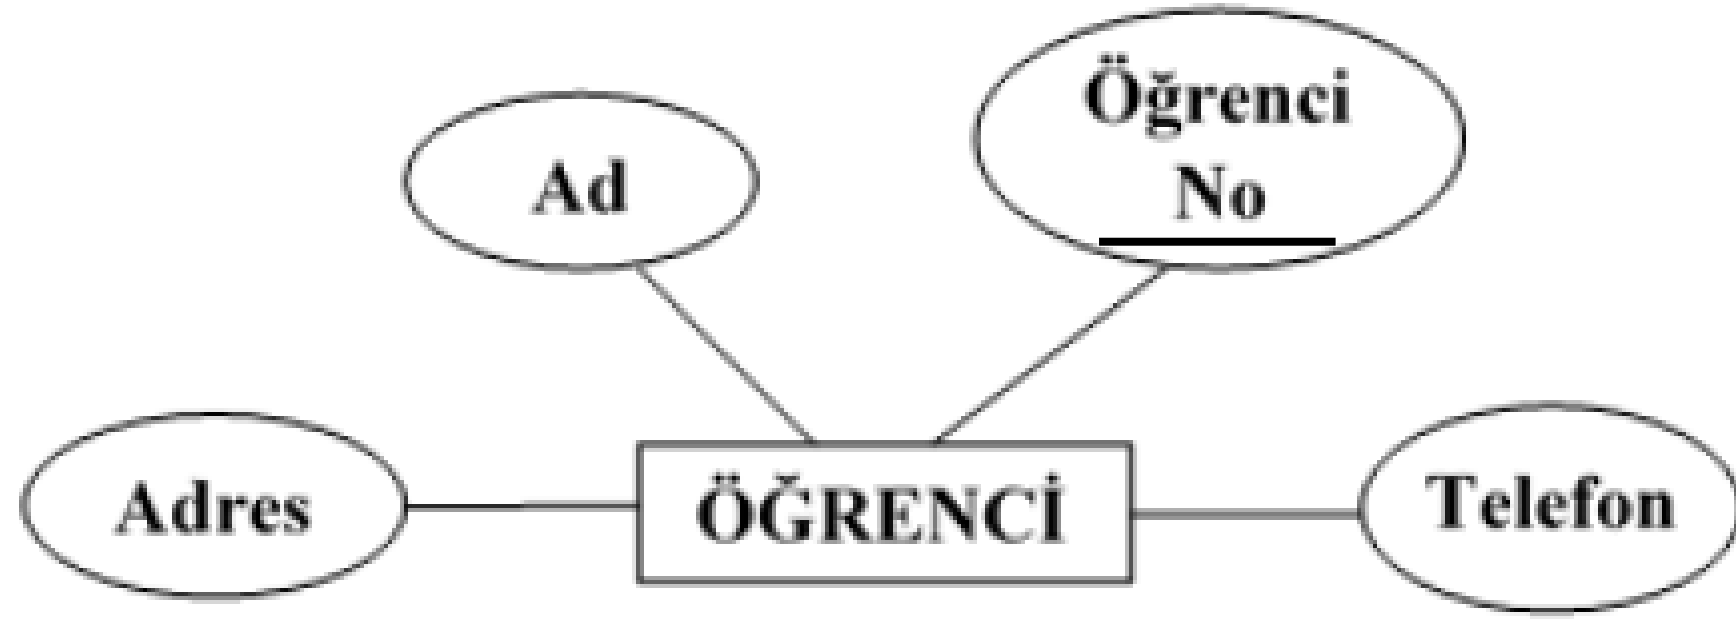 Öğrenci
No
Ad
Adres
ÖĞRENCİ
Telefon